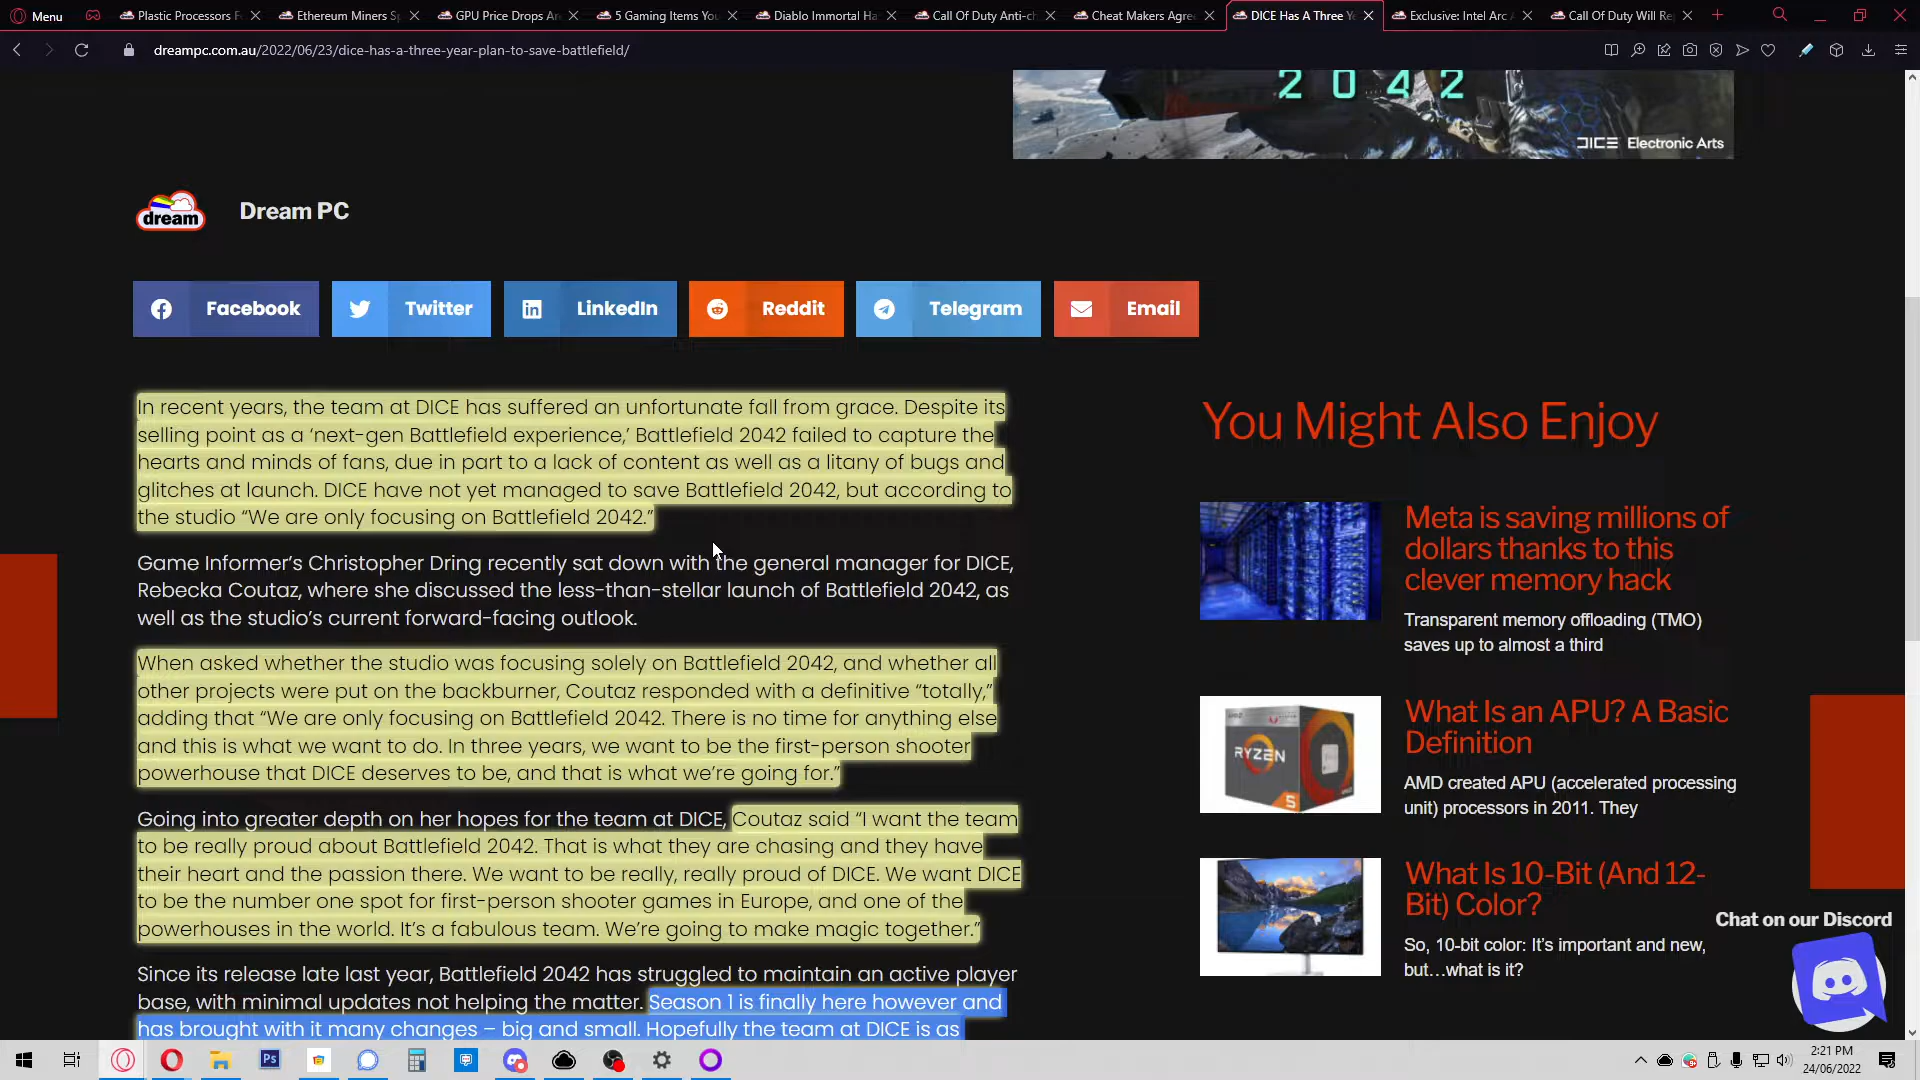 Menu
Plastic Processors F
Ethereum Miners Sp
GPU Price Drops Are
5 Gaming Items You
Diablo Immortal Ha
Call Of Duty Anti-ch
Cheat Makers Agree
DICE Has A Three Ye
Exclusive: Intel Arc A
Call Of Duty Will Re
dreampc.com.au/2022/06/23/dice-has-a-three-year-plan-to-save-battlefield/
2042
DICE Electronic Arts
dream
Dream PC
Facebook
Twitter
LinkedIn
Reddit
Telegram
Email
In recent years, the team at DICE has suffered an unfortunate fall from grace. Despite its
selling point as a ‘next-gen Battlefield experience,’ Battlefield 2042 failed to capture the
hearts and minds of fans, due in part to a lack of content as well as a litany of bugs and
glitches at launch. DICE have not yet managed to save Battlefield 2042, but according to
the studio “We are only focusing on Battlefield 2042.”
Game Informer’s Christopher Dring recently sat down with the general manager for DICE,
Rebecka Coutaz, where she discussed the less-than-stellar launch of Battlefield 2042, as
well as the studio’s current forward-facing outlook.
When asked whether the studio was focusing solely on Battlefield 2042, and whether all
other projects were put on the backburner, Coutaz responded with a definitive “totally,”
adding that “We are only focusing on Battlefield 2042. There is no time for anything else
and this is what we want to do. In three years, we want to be the first-person shooter
powerhouse that DICE deserves to be, and that is what we’re going for.”
Going into greater depth on her hopes for the team at DICE, Coutaz said “I want the team
to be really proud about Battlefield 2042. That is what they are chasing and they have
their heart and the passion there. We want to be really, really proud of DICE. We want DICE
to be the number one spot for first-person shooter games in Europe, and one of the
powerhouses in the world. It’s a fabulous team. We’re going to make magic together.”
Since its release late last year, Battlefield 2042 has struggled to maintain an active player
base, with minimal updates not helping the matter. Season 1 is finally here however and
has brought with it many changes – big and small. Hopefully the team at DICE is as
You Might Also Enjoy
Meta is saving millions of
dollars thanks to this
clever memory hack
Transparent memory offloading (TMO)
saves up to almost a third
RYZEN
5
What Is an APU? A Basic
Definition
AMD created APU (accelerated processing
unit) processors in 2011. They
What Is 10-Bit (And 12-
Bit) Color?
So, 10-bit color: It’s important and new,
but…what is it?
Chat on our Discord
Ps
2:21 PM
24/06/2022